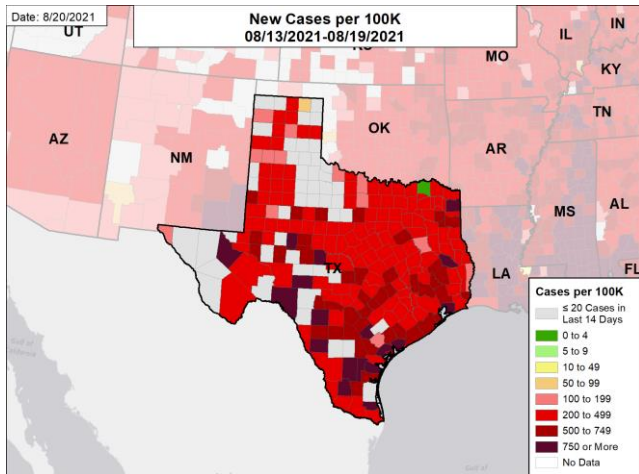 Date: 8/20/2021
New Cases per 100K
08/13/2021-08/19/2021
UT
MO
IL
IN
KY
TN
AZ
NM
OK
AR
MS
AL
TX
LA
FL
Cases per 100K
≤ 20 Cases in
Last 14 Days
0 to 4
5 to 9
10 to 49
50 to 99
100 to 199
200 to 499
500 to 749
750 or More
No Data
Gulf of